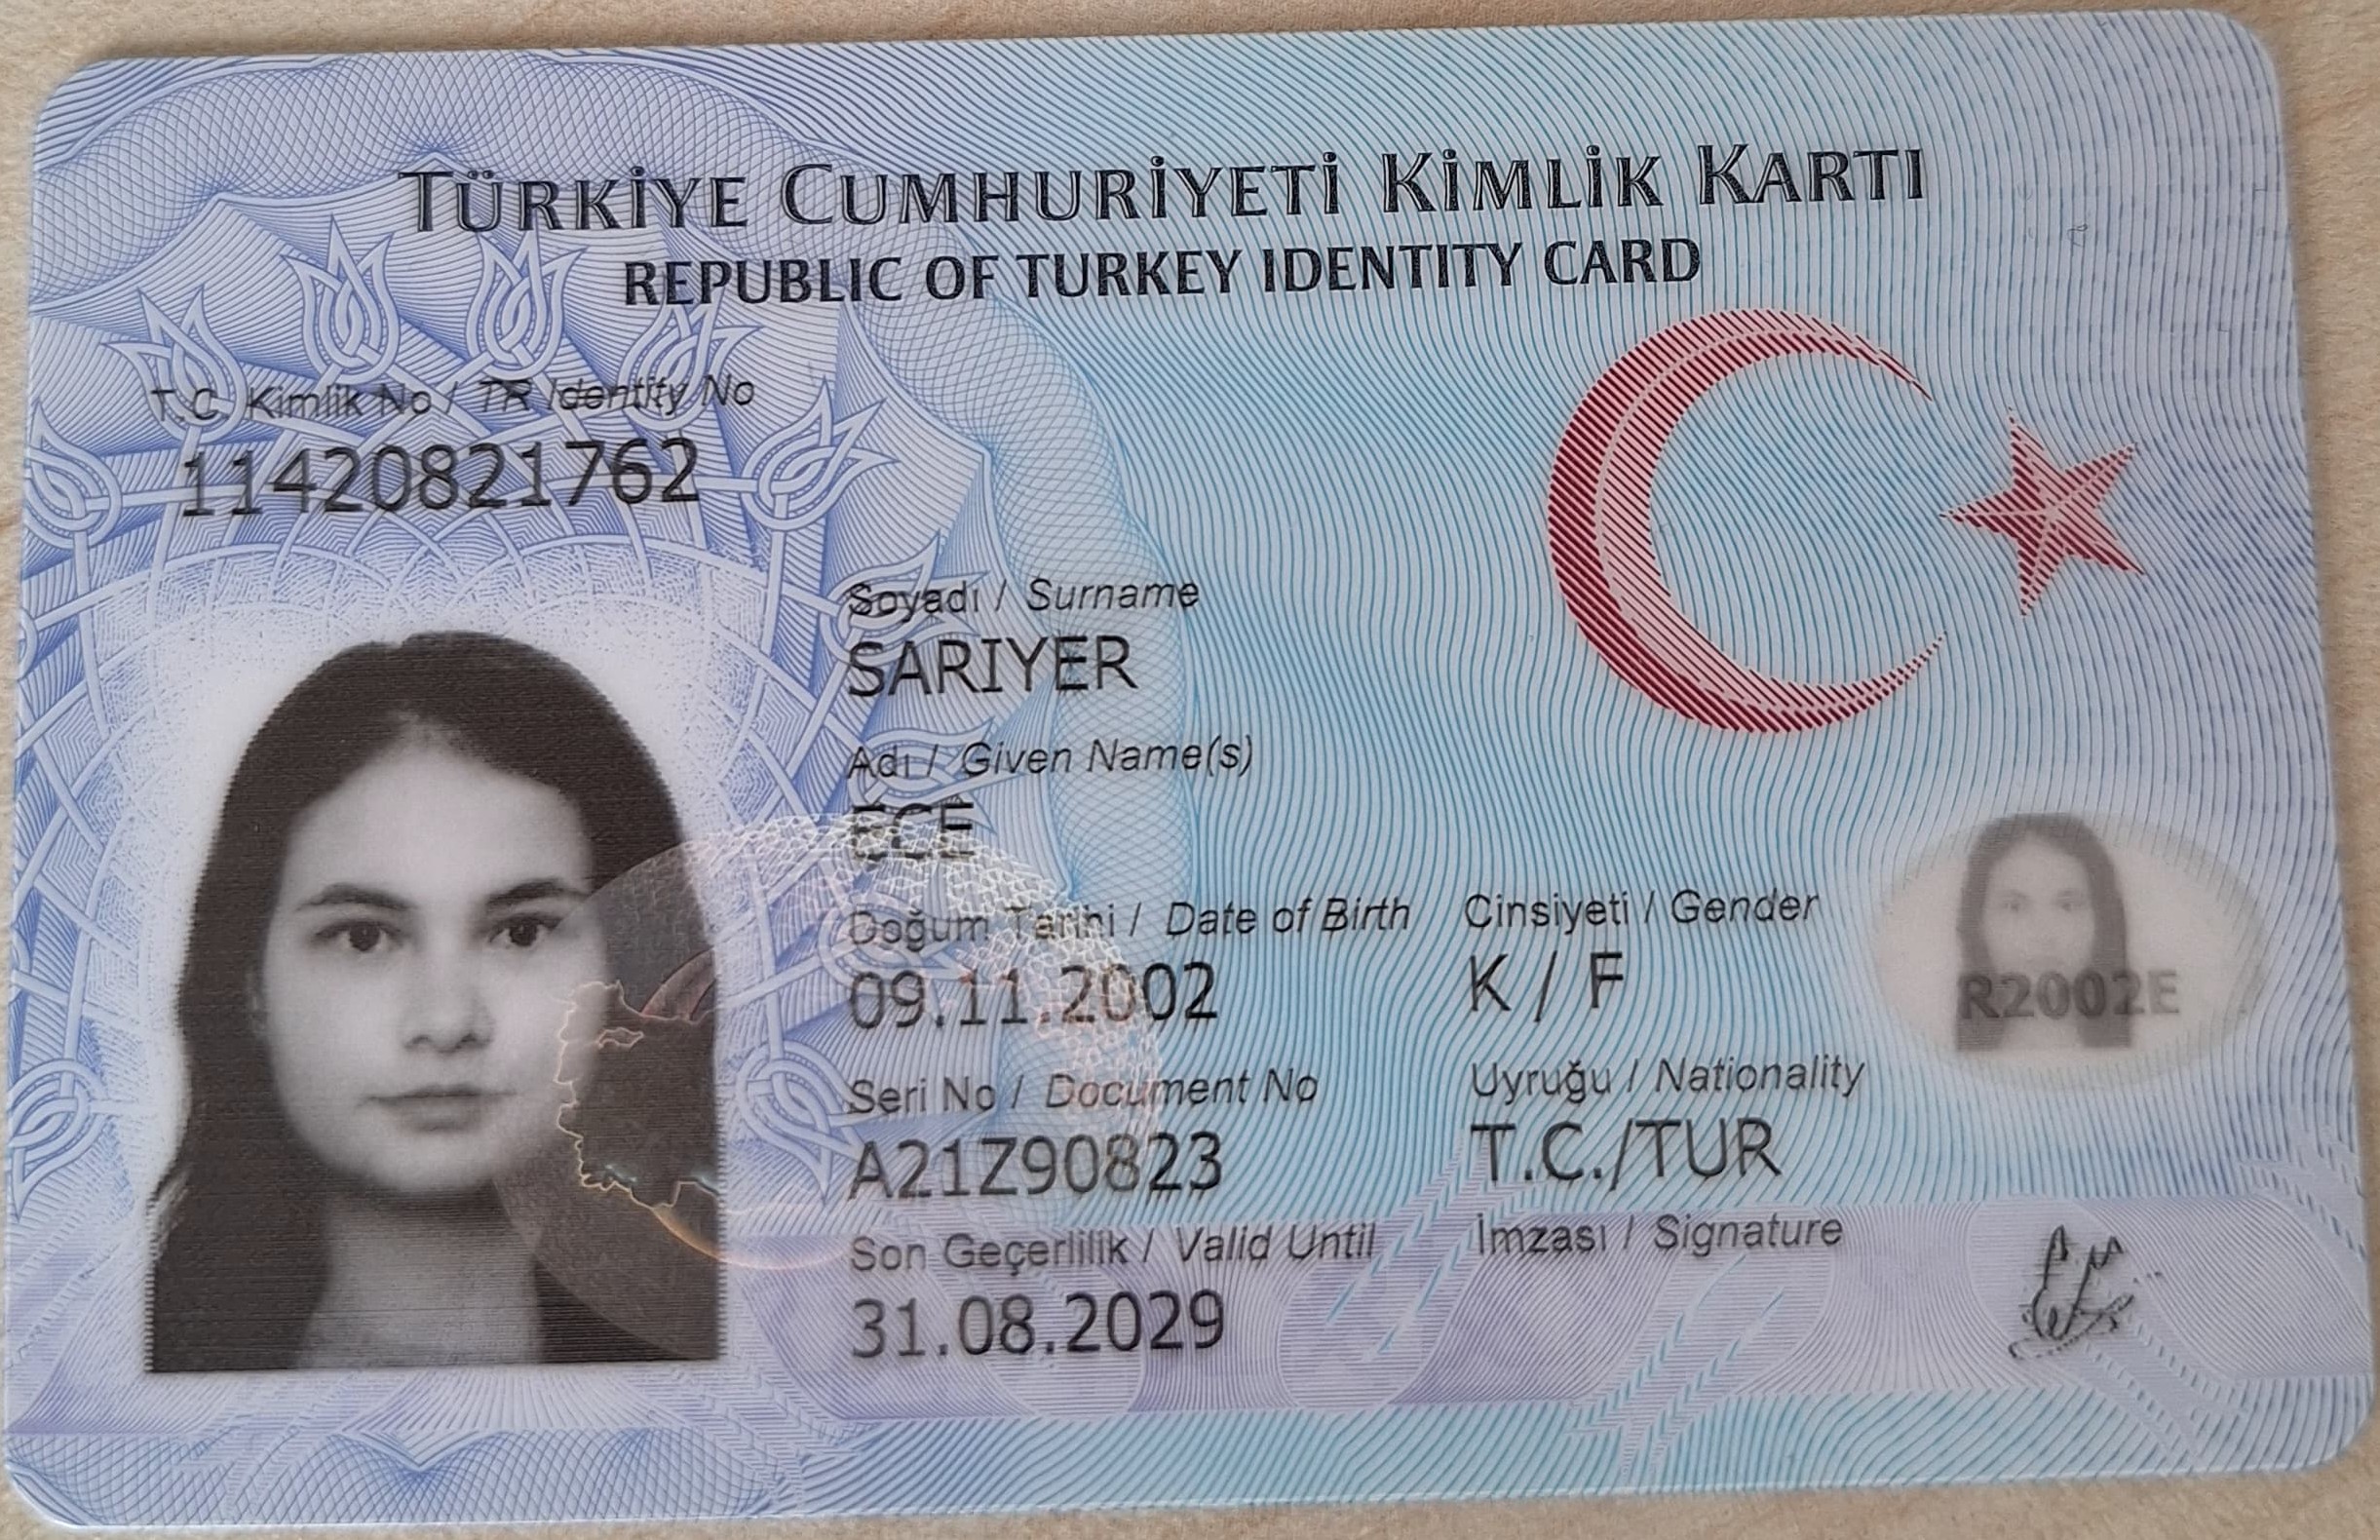 TÜRKİYE CUMHURİYETİ KİMLİK KARTI
REPUBLIC OF TURKEY IDENTITY CARD
T.C. Kimlik No / TR Identity No
11420821762
Soyadı / Surname
SARIYER
Adı / Given Name(s)
ECE
Doğum Tarihi / Date of Birth
09.11.2002
Cinsiyeti / Gender
K / F
R2002E
Seri No / Document No
A21Z90823
Uyruğu / Nationality
T.C./TUR
Son Geçerlilik / Valid Until
31.08.2029
İmzası / Signature